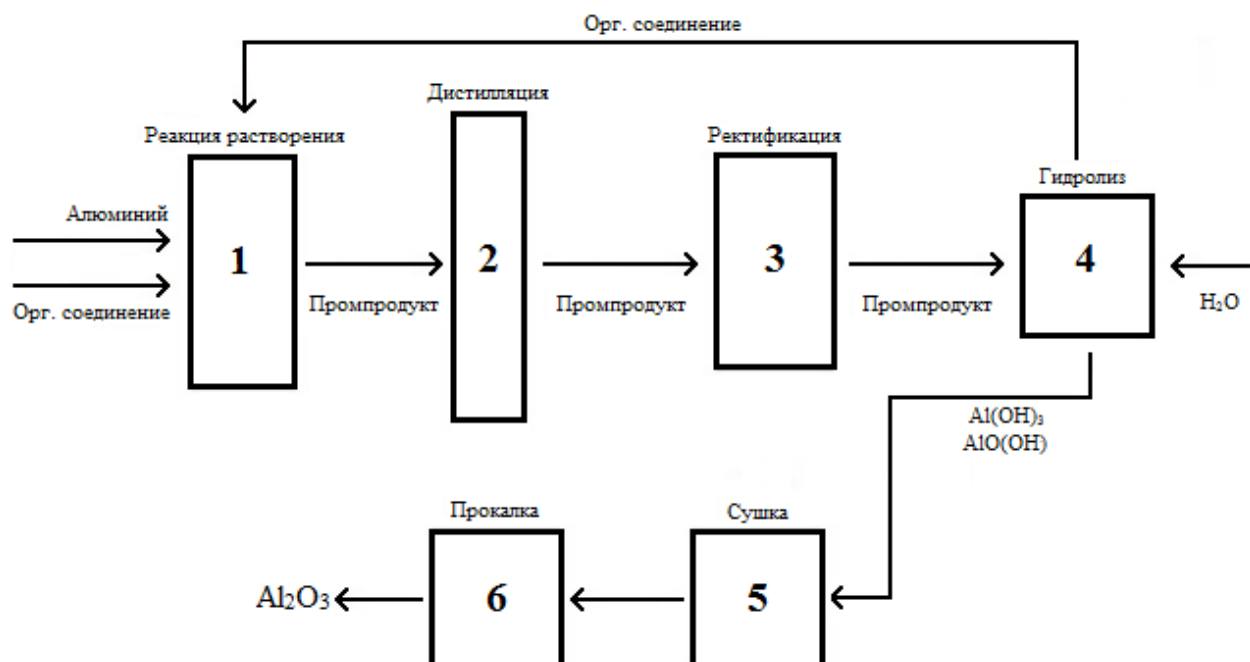 Орг. соединение
Дистилляция
Реакция растворения
Ректификация
Гидролиз
Алюминий
1
2
3
4
Орг. соединение
Промпродукт
Промпродукт
Промпродукт
H₂O
Al(OH)₃
AlO(OH)
Прокалка
Сушка
Al₂O₃
6
5